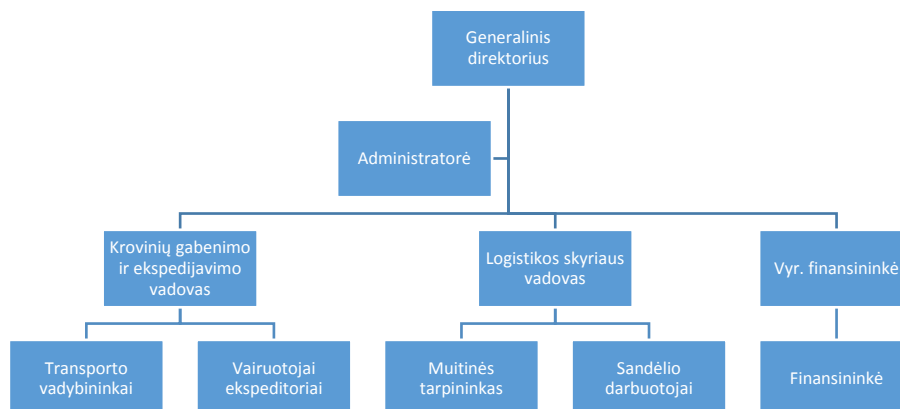 Generalinis
direktorius
Administratorė
Krovinių gabenimo
ir ekspedijavimo
vadovas
Logistikos skyriaus
vadovas
Vyr. finansininkė
Transporto
vadybininkai
Vairuotojai
ekspeditoriai
Muitinės
tarpininkas
Sandėlio
darbuotojai
Finansininkė